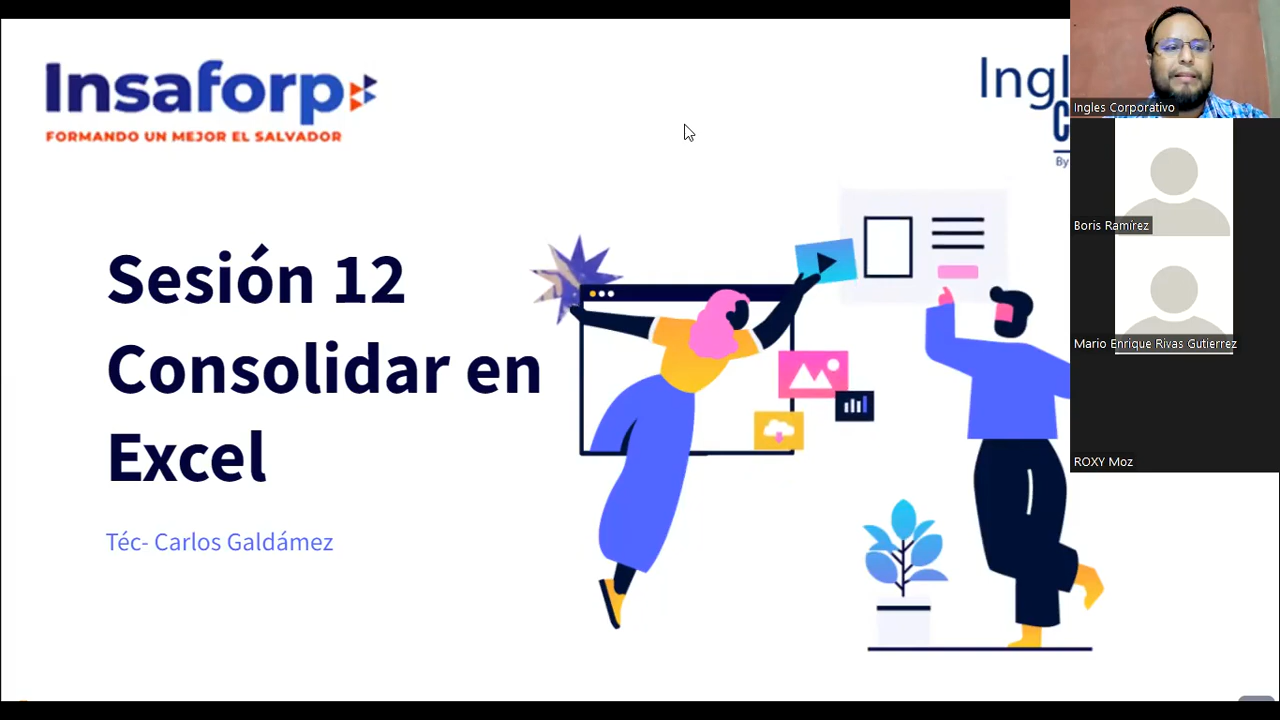 Insaforp
FORMANDO UN MEJOR EL SALVADOR
Ingl
C
By
Sesión 12
Consolidar en
Excel
Téc- Carlos Galdámez
Ingles Corporativo
Boris Ramírez
Mario Enrique Rivas Gutierrez
ROXY Moz